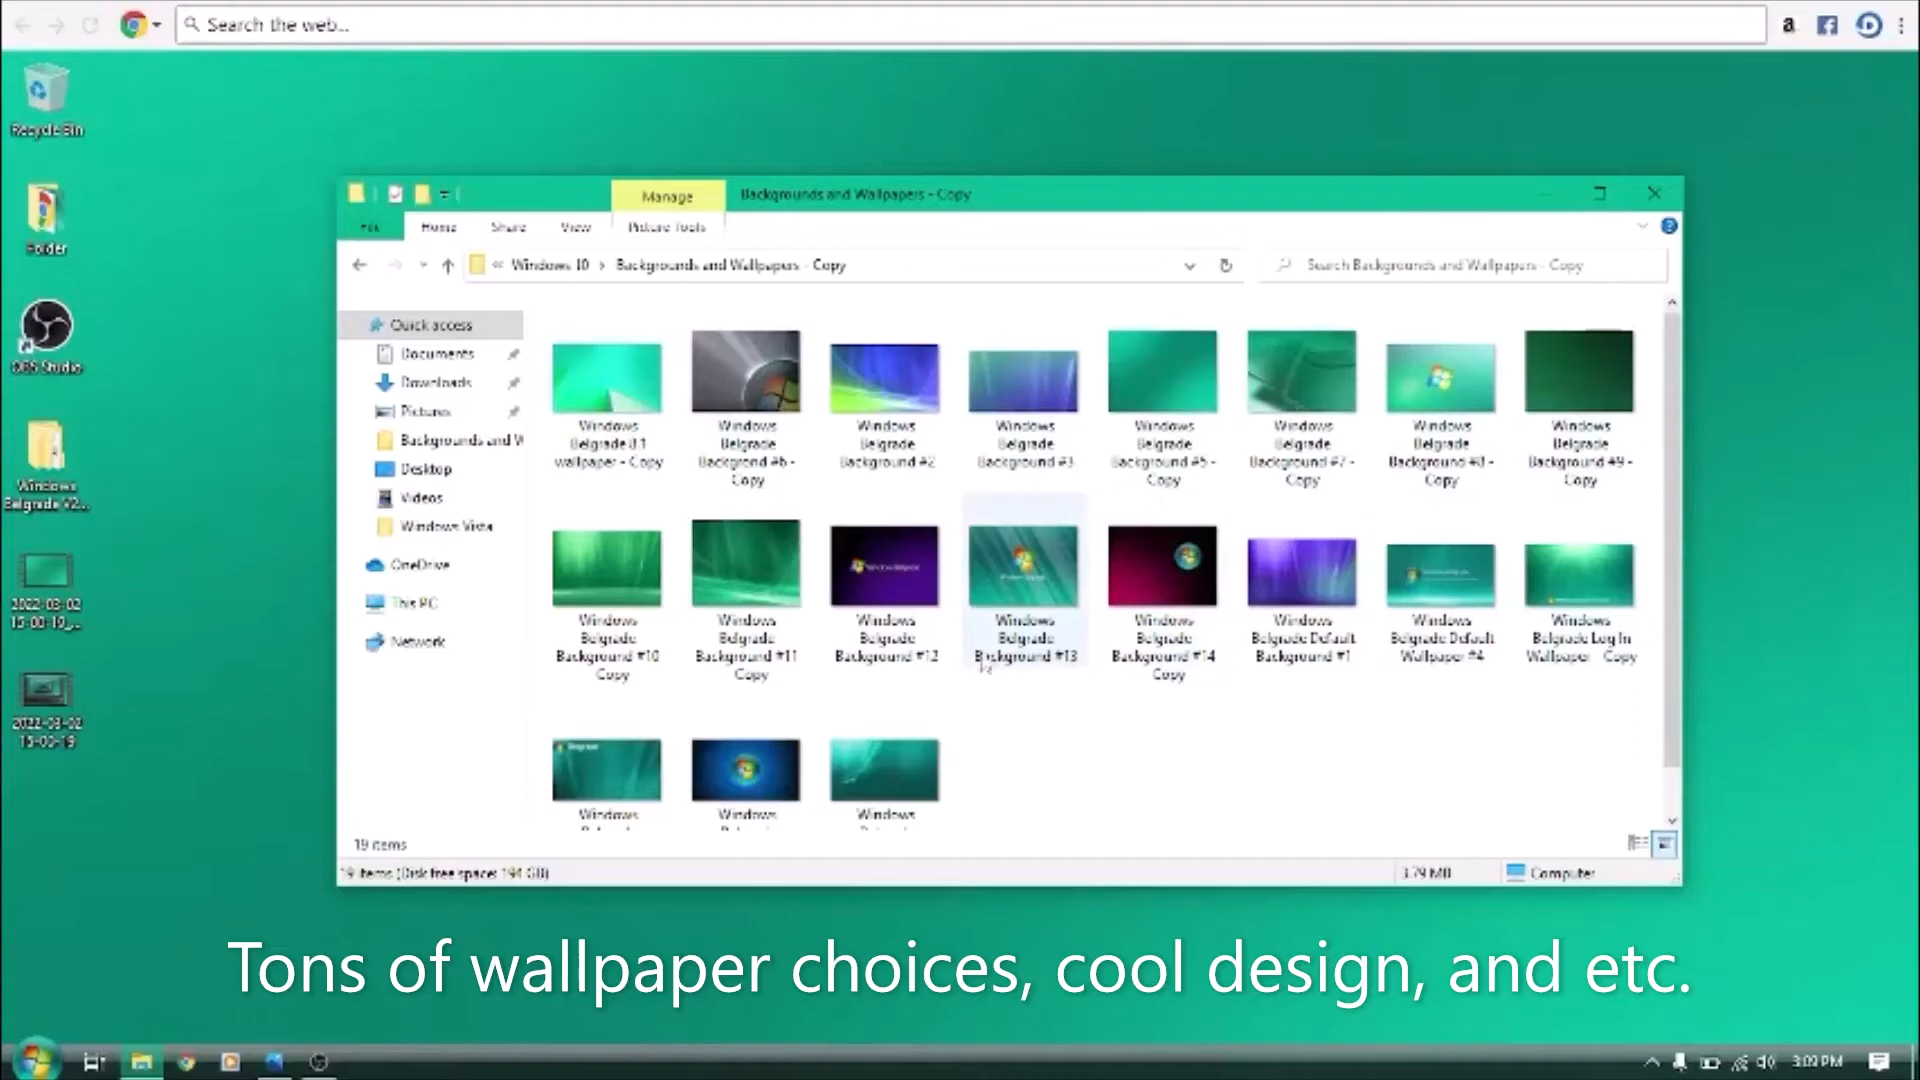 Search the web...
a
Recycle Bin
Folder
OBS Studio
Windows
Belgrade #2...
2022-03-02
15-00-19_...
2022-03-02
15-00-19
Manage
Backgrounds and Wallpapers - Copy
File
Home
Share
View
Picture Tools
Windows 10 > Backgrounds and Wallpapers - Copy
Search Backgrounds and Wallpapers - Copy
Quick access
Documents
Downloads
Pictures
Backgrounds and W
Desktop
Videos
Windows Vista
OneDrive
This PC
Network
Windows
Belgrade 8.1
wallpaper - Copy
Windows
Belgrade
Background #6 -
Copy
Windows
Belgrade
Background #2
Windows
Belgrade
Background #3
Windows
Belgrade
Background #5 -
Copy
Windows
Belgrade
Background #7 -
Copy
Windows
Belgrade
Background #8 -
Copy
Windows
Belgrade
Background #9 -
Copy
Windows
Belgrade
Background #10
Copy
Windows
Belgrade
Background #11
Copy
Windows
Belgrade
Background #12
Windows
Belgrade
Background #13
Windows
Belgrade
Background #14
Copy
Windows
Belgrade Default
Background #1
Windows
Belgrade Default
Wallpaper #4
Windows
Belgrade Log In
Wallpaper Copy
Windows
Windows
Windows
19 items
19 items (Disk free space: 194 GB)
3.79 MB
Computer
Tons of wallpaper choices, cool design, and etc.
3:09 PM